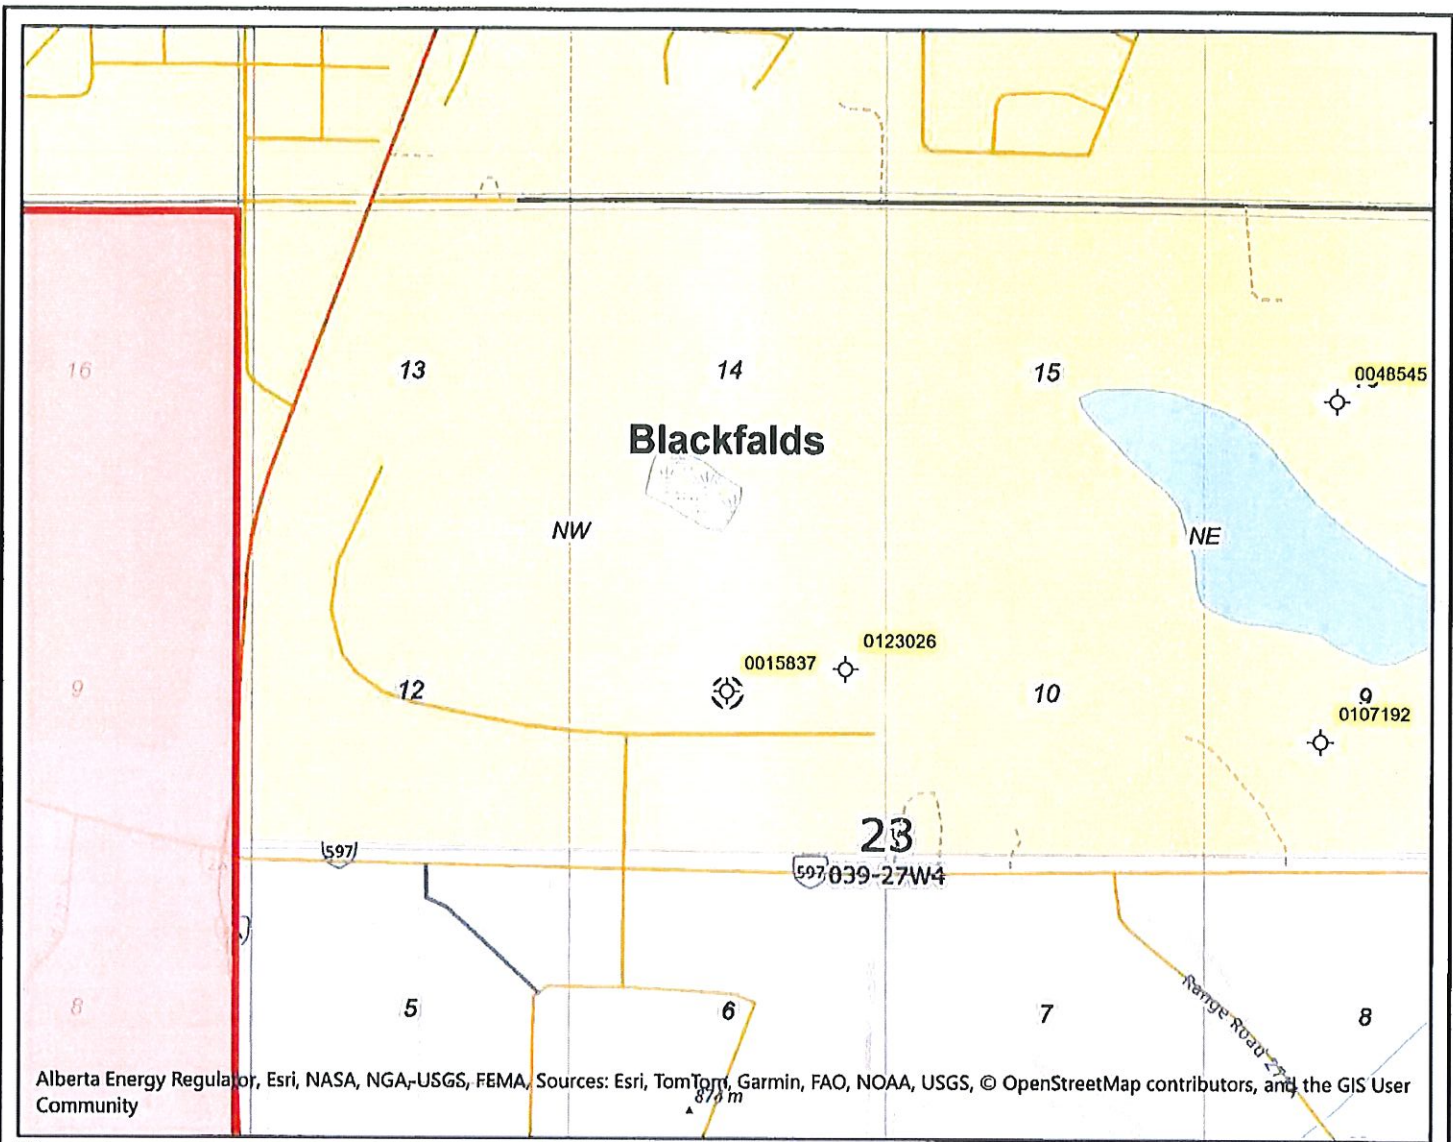 16
13
14
15
0048545
Blackfalds
NW
NE
0123026
0015837
9
12
10
9
0107192
23
597
597
039-27W4
Range Road
8
5
6
7
8
Alberta Energy Regulator, Esri, NASA, NGA, USGS, FEMA, Sources: Esri, TomTom, Garmin, FAO, NOAA, USGS, © OpenStreetMap contributors, and the GIS User
Community